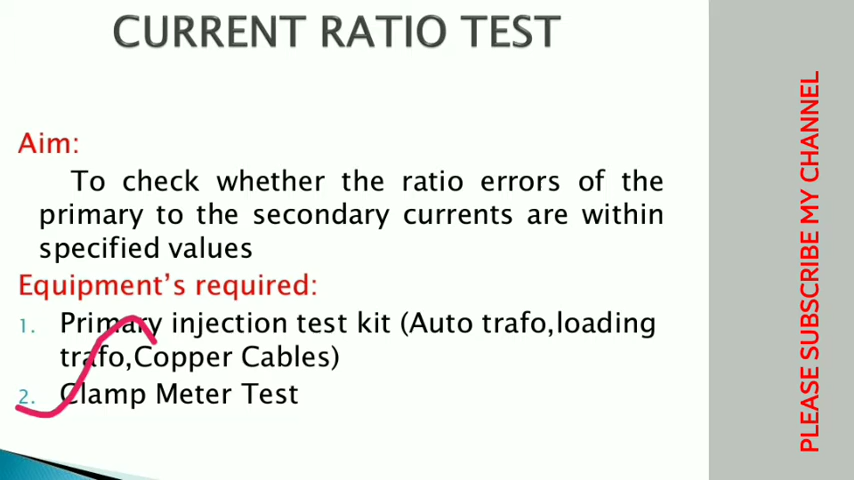 CURRENT RATIO TEST
Aim:
To check whether the ratio errors of the
primary to the secondary currents are within
specified values
Equipment’s required:
1. Primary injection test kit (Auto trafo,loading
trafo,Copper Cables)
2. Clamp Meter Test
PLEASE SUBSCRIBE MY CHANNEL